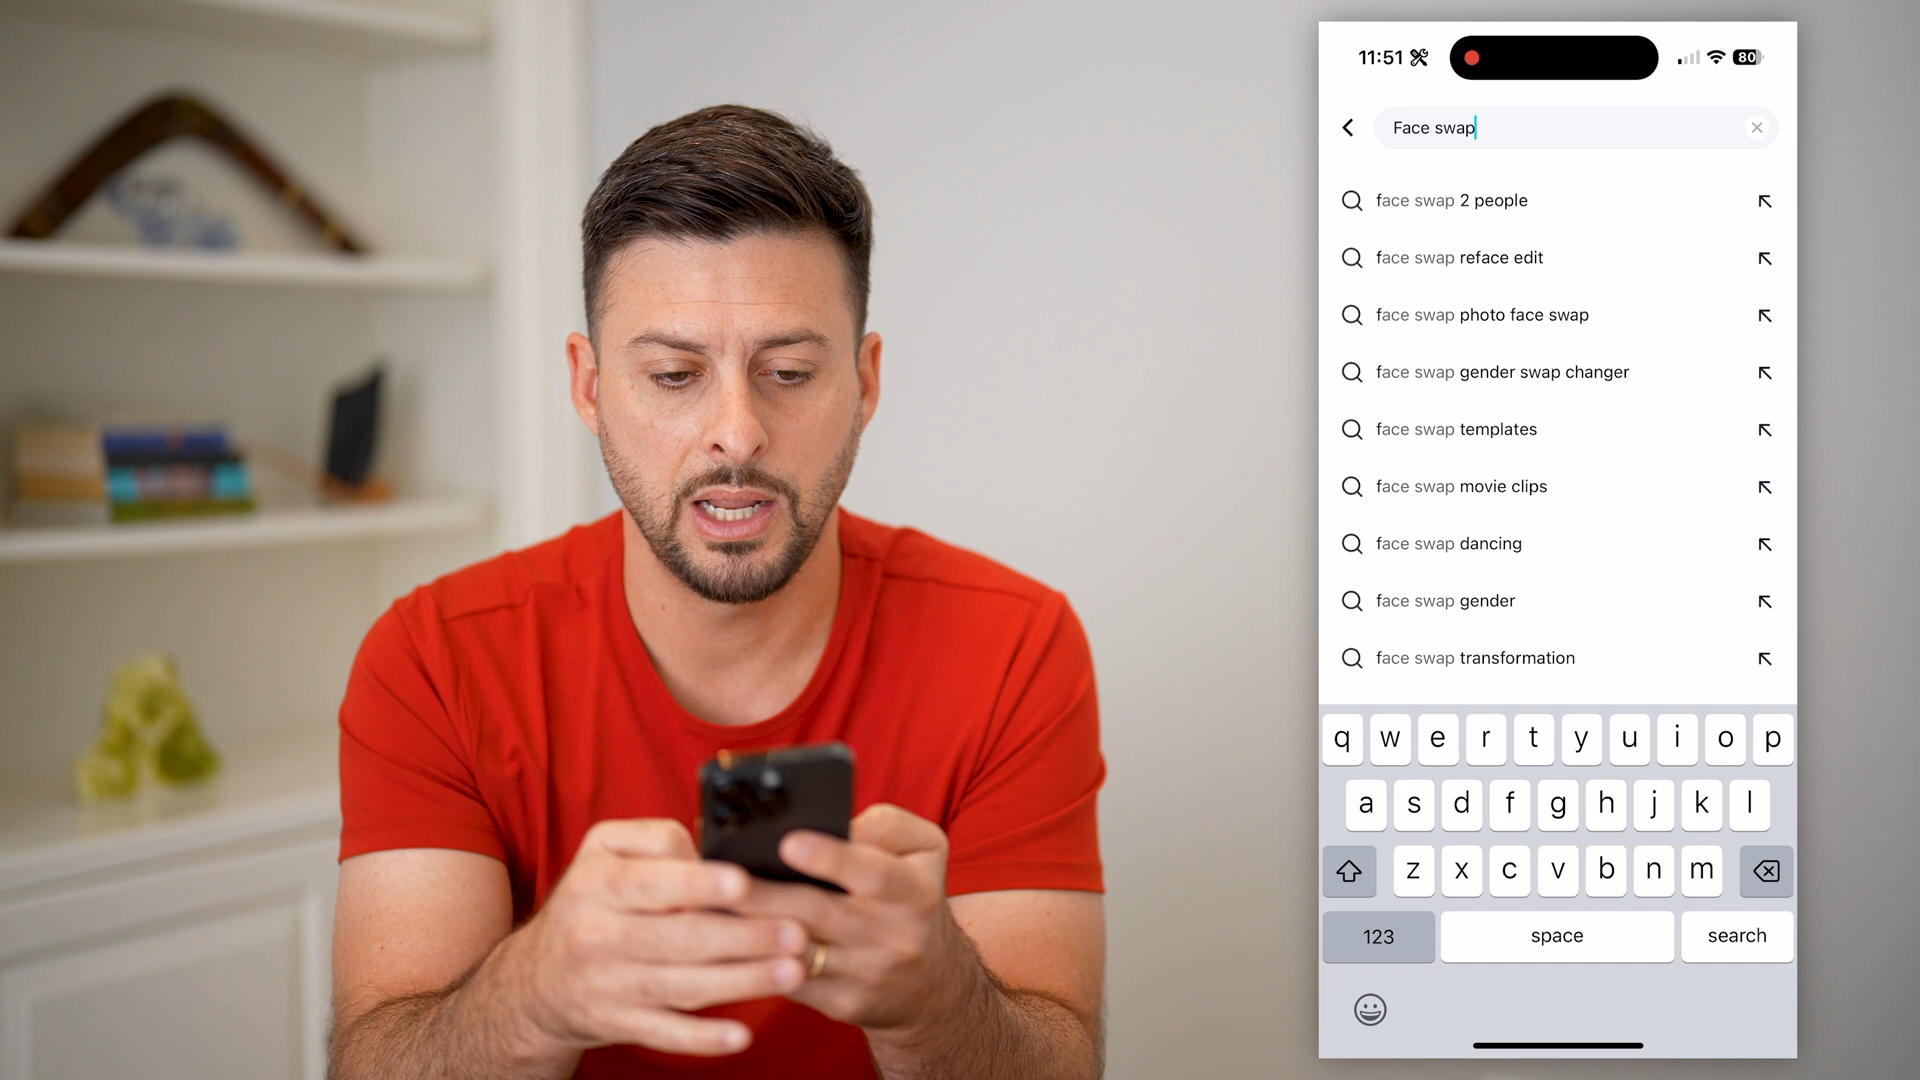 11:51
80
Face swap
face swap 2 people
face swap reface edit
face swap photo face swap
face swap gender swap changer
face swap templates
face swap movie clips
face swap dancing
face swap gender
face swap transformation
q w e r t y u i o p
a s d f g h j k l
z x c v b n m
123 space search